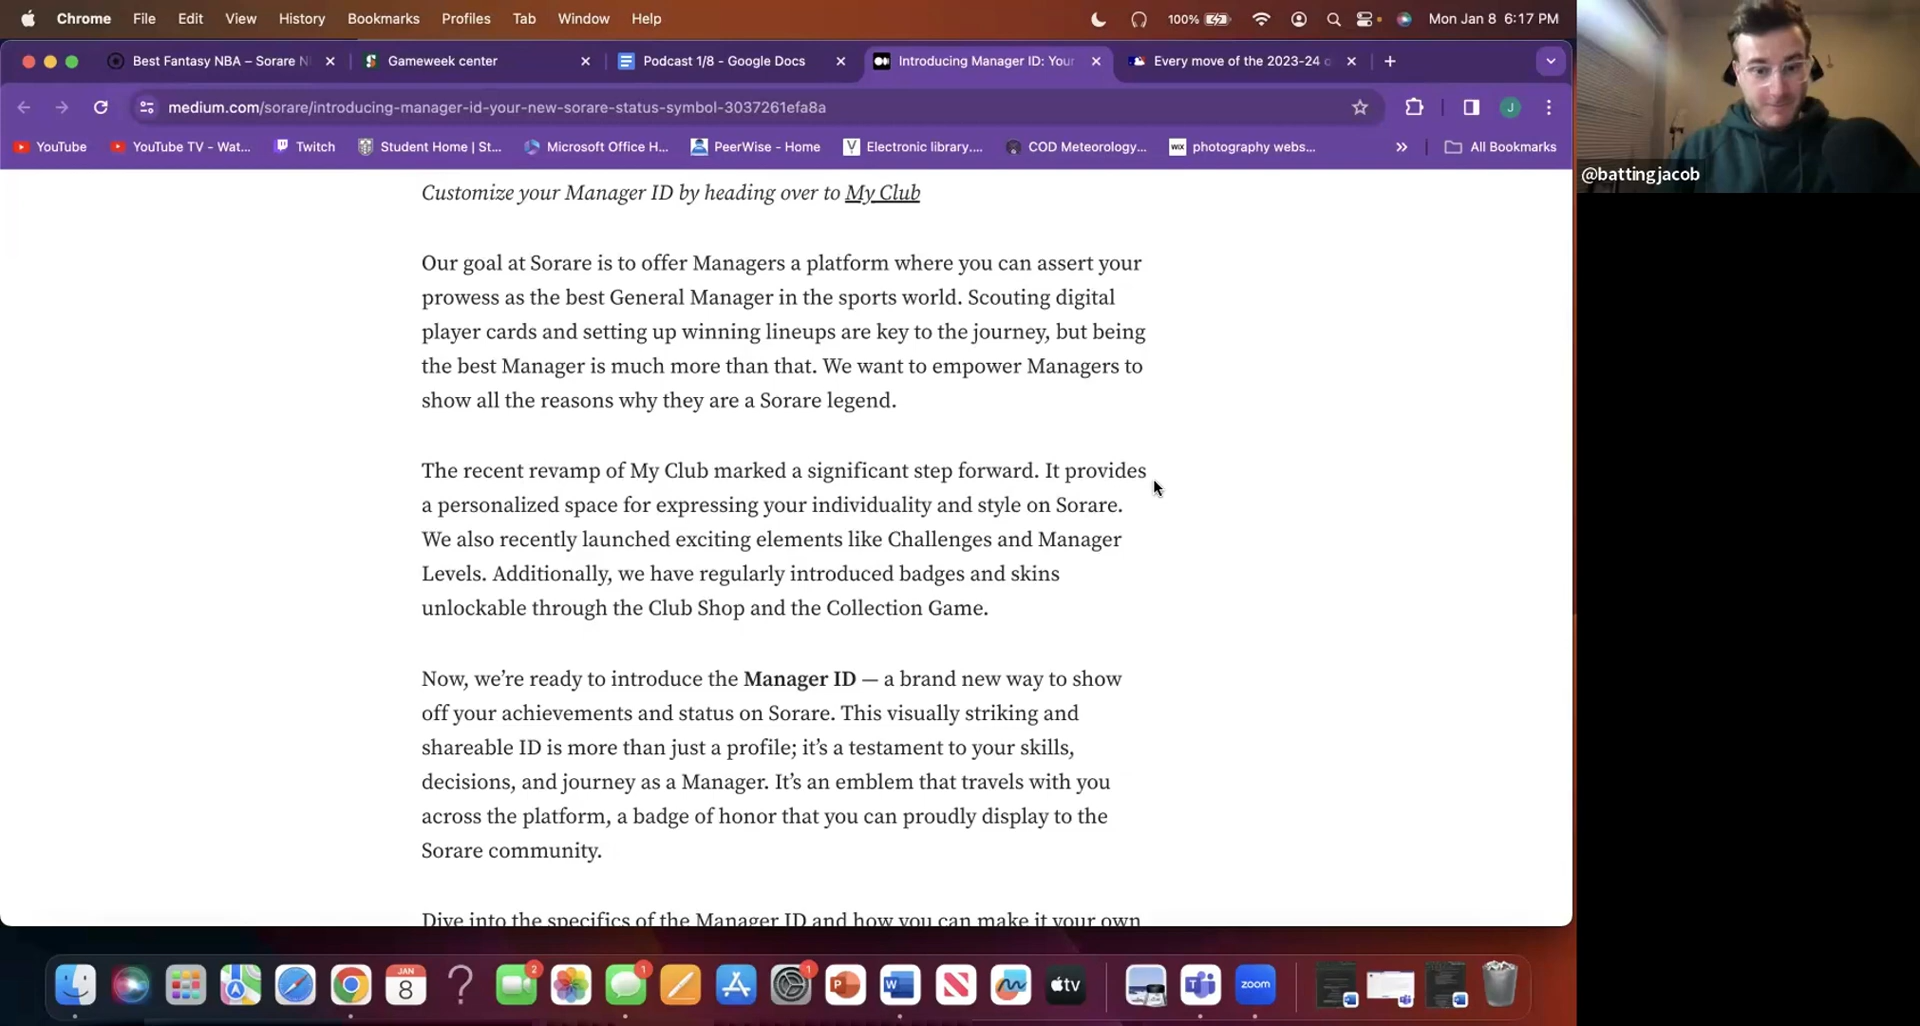 Chrome File Edit View History Bookmarks Profiles Tab Window Help 100% Mon Jan 8 6:17 PM
Best Fantasy NBA – Sorare N Gameweek center Podcast 1/8 - Google Docs Introducing Manager ID: Your Every move of the 2023-24 o
medium.com/sorare/introducing-manager-id-your-new-sorare-status-symbol-3037261efa8a J
YouTube YouTube TV - Wat... Twitch Student Home | St... Microsoft Office H... PeerWise - Home V Electronic library.... COD Meteorology... WiX photography webs... » All Bookmarks
@battingjacob
Customize your Manager ID by heading over to My Club
Our goal at Sorare is to offer Managers a platform where you can assert your
prowess as the best General Manager in the sports world. Scouting digital
player cards and setting up winning lineups are key to the journey, but being
the best Manager is much more than that. We want to empower Managers to
show all the reasons why they are a Sorare legend.
The recent revamp of My Club marked a significant step forward. It provides
a personalized space for expressing your individuality and style on Sorare.
We also recently launched exciting elements like Challenges and Manager
Levels. Additionally, we have regularly introduced badges and skins
unlockable through the Club Shop and the Collection Game.
Now, we're ready to introduce the Manager ID — a brand new way to show
off your achievements and status on Sorare. This visually striking and
shareable ID is more than just a profile; it's a testament to your skills,
decisions, and journey as a Manager. It's an emblem that travels with you
across the platform, a badge of honor that you can proudly display to the
Sorare community.
Dive into the specifics of the Manager ID and how you can make it your own
JAN 8 ? 2 1 1 P W N tv T zoom